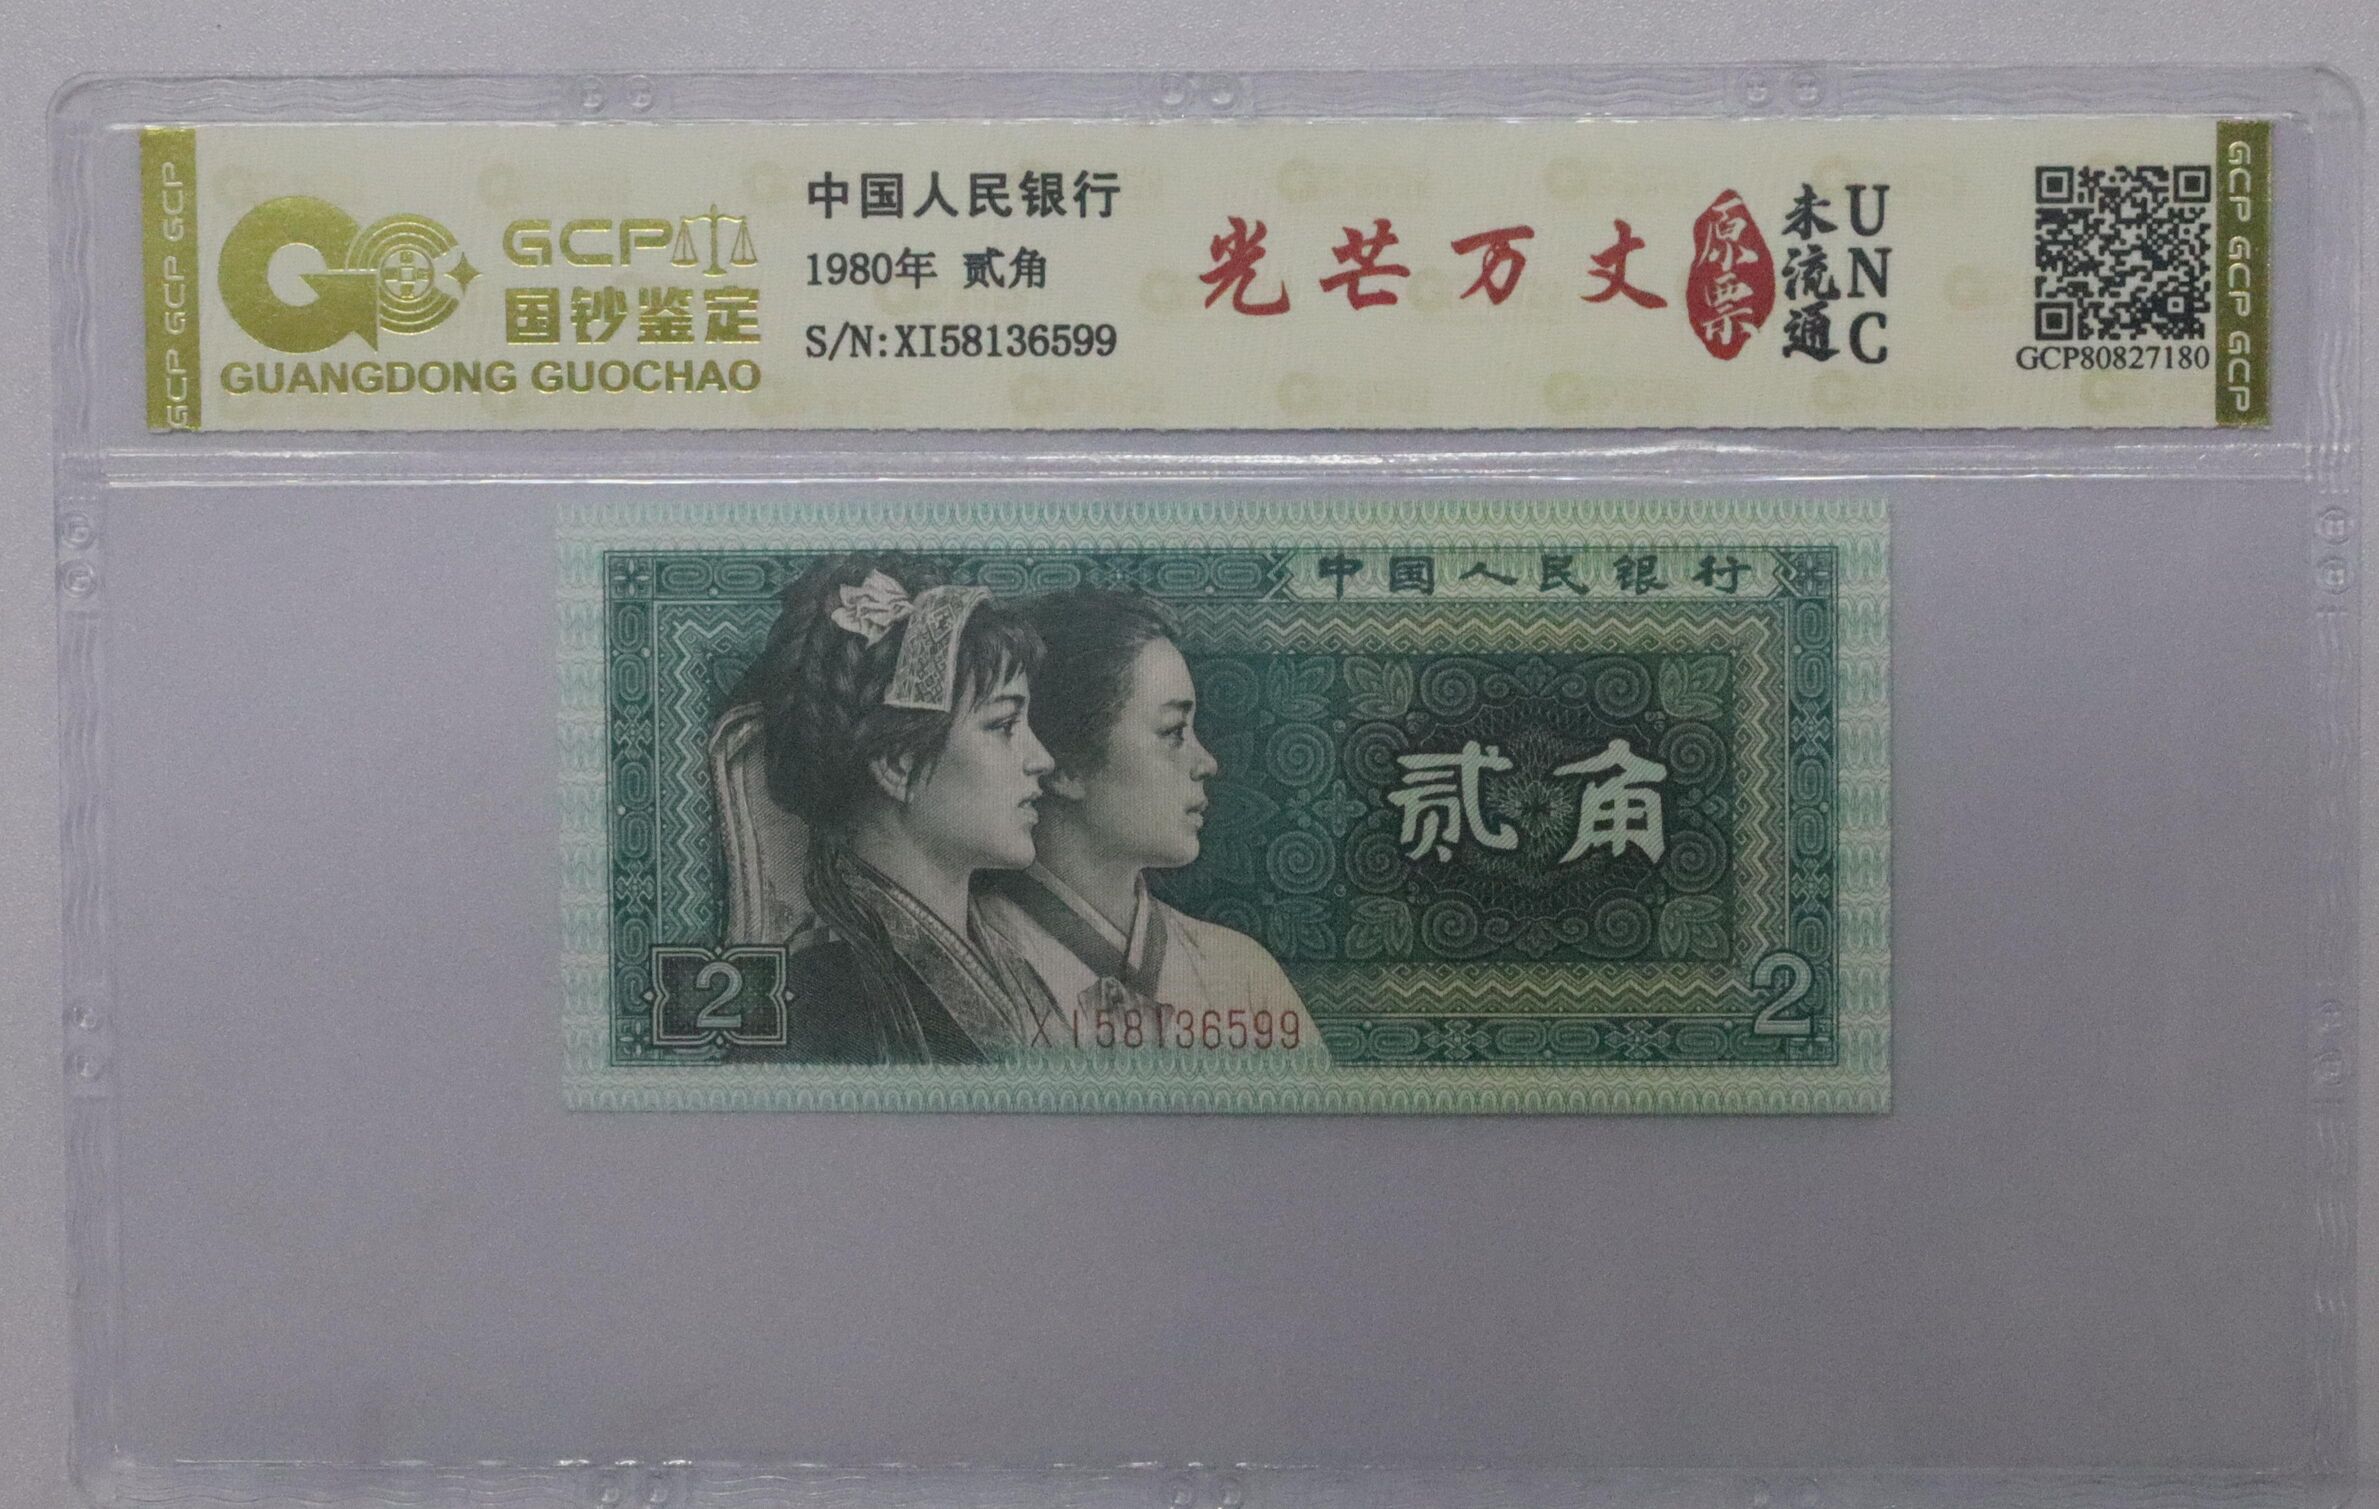 GCP GCP GCP
GCP
国钞鉴定
GUANGDONG GUOCHAO
中国人民银行
1980年 贰角
S/N:XI58136599
光芒万丈
原票
未流通
UNC
GCP80827180
GCP GCP GCP
中国人民银行
贰角
2
XI58136599
2